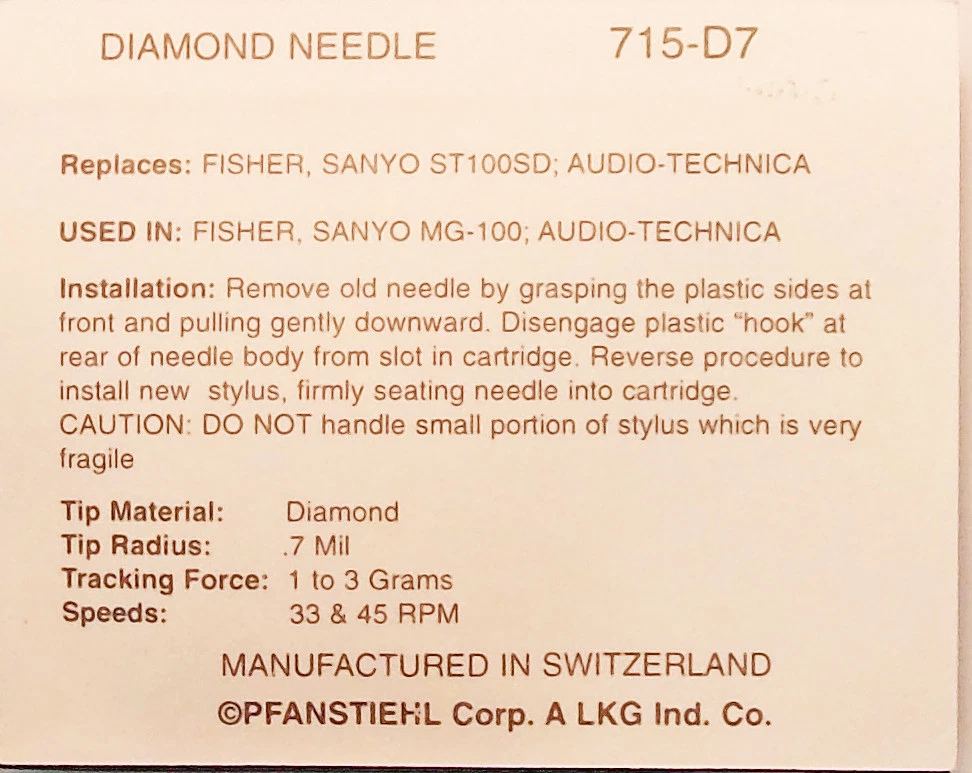 DIAMOND NEEDLE 715-D7
Replaces: FISHER, SANYO ST100SD; AUDIO-TECHNICA
USED IN: FISHER, SANYO MG-100; AUDIO-TECHNICA
Installation: Remove old needle by grasping the plastic sides at
front and pulling gently downward. Disengage plastic “hook” at
rear of needle body from slot in cartridge. Reverse procedure to
install new stylus, firmly seating needle into cartridge.
CAUTION: DO NOT handle small portion of stylus which is very
fragile
Tip Material: Diamond
Tip Radius: .7 Mil
Tracking Force: 1 to 3 Grams
Speeds: 33 & 45 RPM
MANUFACTURED IN SWITZERLAND
©PFANSTIEHL Corp. A LKG Ind. Co.